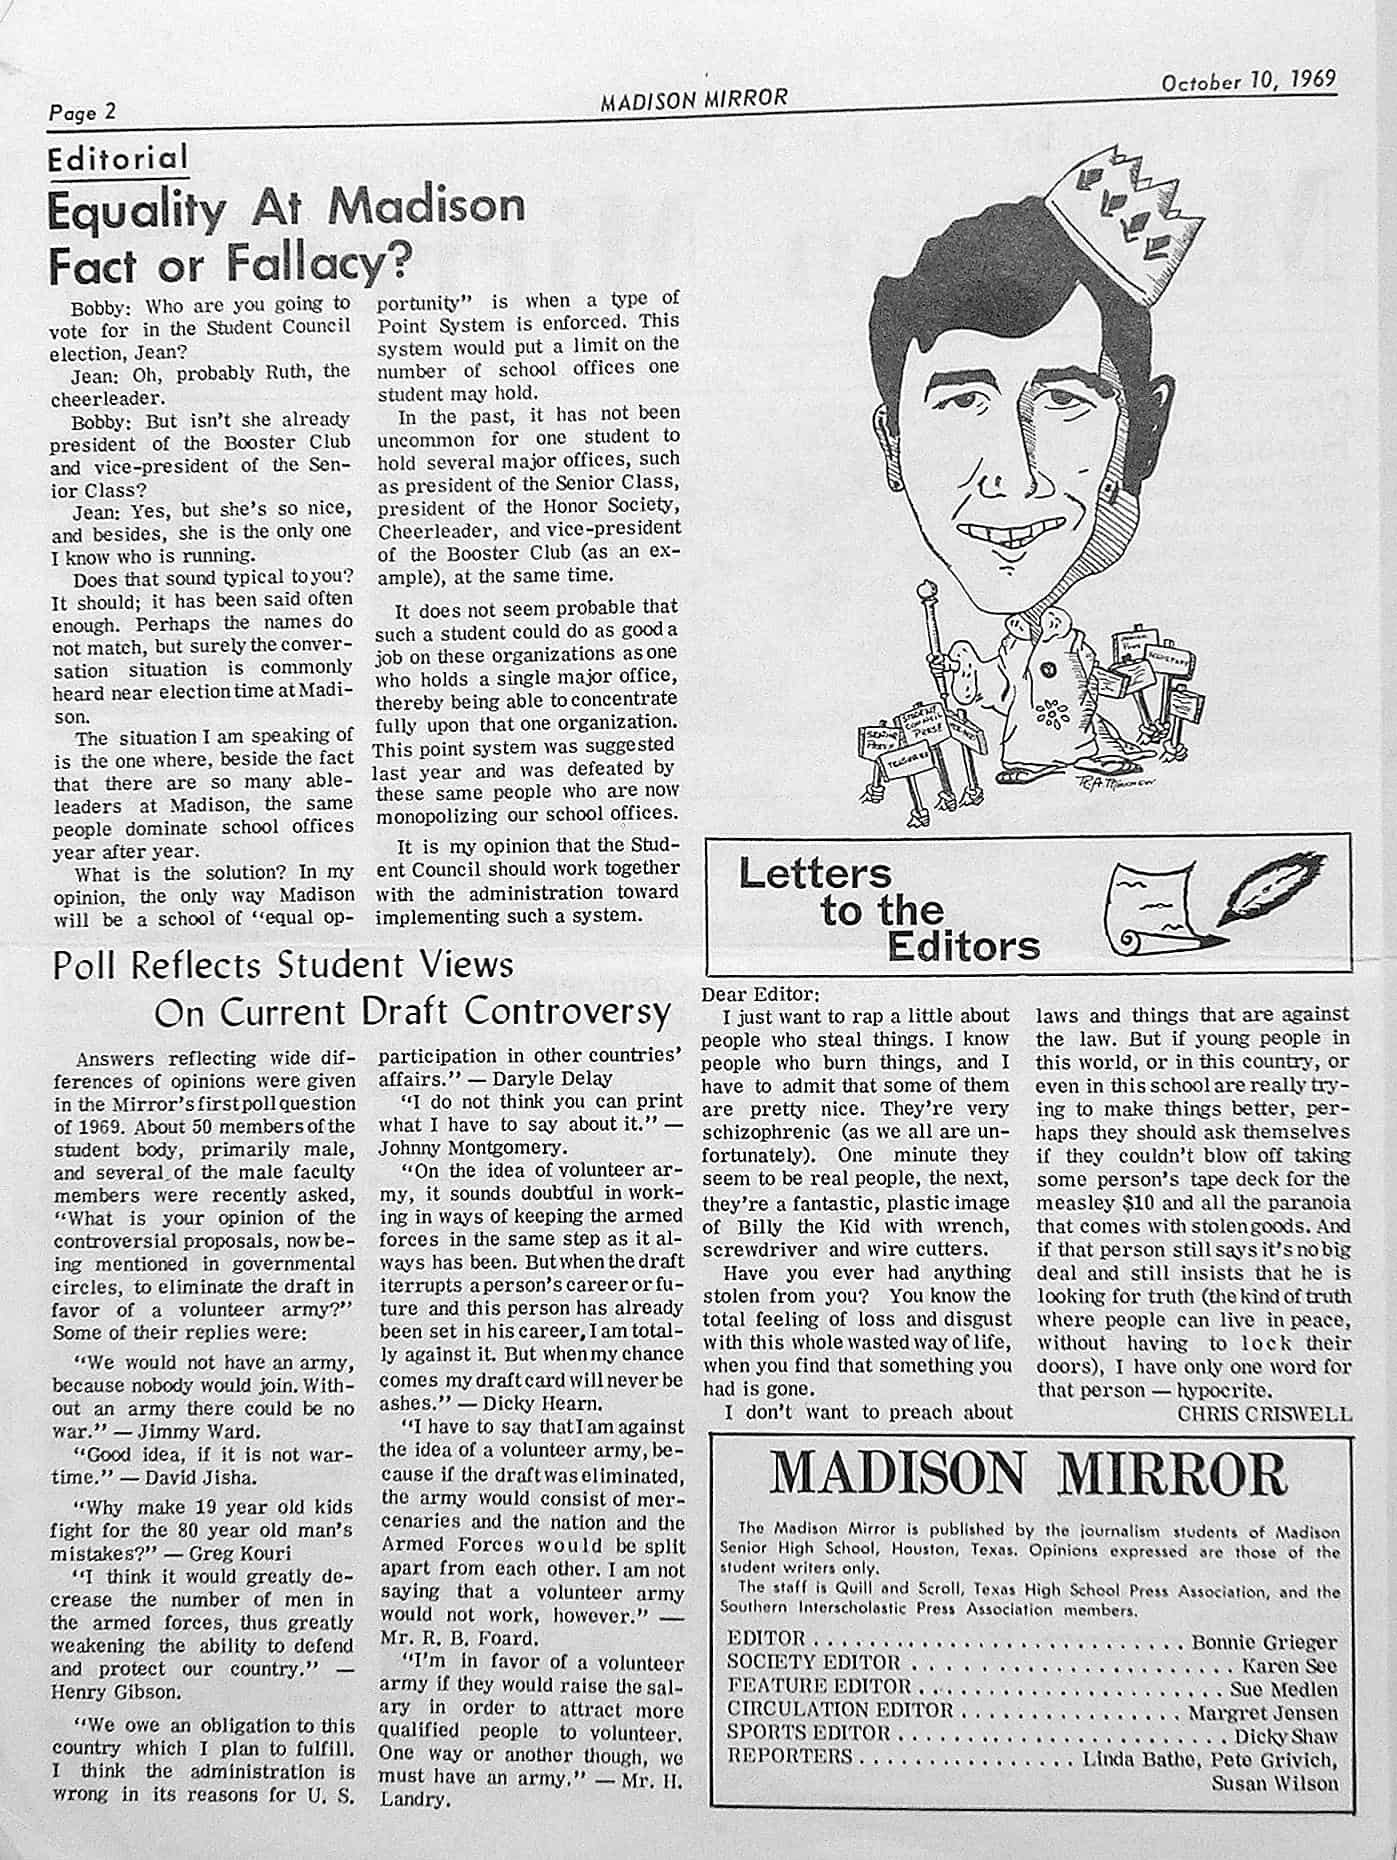 Page 2
MADISON MIRROR
October 10, 1969
Editorial
Equality At Madison
Fact or Fallacy?
Bobby: Who are you going to
vote for in the Student Council
election, Jean?
Jean: Oh, probably Ruth, the
cheerleader.
Bobby: But isn't she already
president of the Booster Club
and vice-president of the Sen-
ior Class?
Jean: Yes, but she's so nice,
and besides, she is the only one
I know who is running.
Does that sound typical to you?
It should; it has been said often
enough. Perhaps the names do
not match, but surely the conver-
sation situation is commonly
heard near election time at Madi-
son.
The situation I am speaking of
is the one where, beside the fact
that there are so many able-
leaders at Madison, the same
people dominate school offices
year after year.
What is the solution? In my
opinion, the only way Madison
will be a school of "equal op-
portunity" is when a type of
Point System is enforced. This
system would put a limit on the
number of school offices one
student may hold.
In the past, it has not been
uncommon for one student to
hold several major offices, such
as president of the Senior Class,
president of the Honor Society,
Cheerleader, and vice-president
of the Booster Club (as an ex-
ample), at the same time.
It does not seem probable that
such a student could do as good a
job on these organizations as one
who holds a single major office,
thereby being able to concentrate
fully upon that one organization.
This point system was suggested
last year and was defeated by
these same people who are now
monopolizing our school offices.
It is my opinion that the Stud-
ent Council should work together
with the administration toward
implementing such a system.
STUDENT
COUNCIL
PRES!
SENIOR
PRES
TREASURER
SECRETARY
Poll Reflects Student Views
On Current Draft Controversy
Answers reflecting wide dif-
ferences of opinions were given
in the Mirror's first poll question
of 1969. About 50 members of the
student body, primarily male,
and several of the male faculty
members were recently asked,
"What is your opinion of the
controversial proposals, now be-
ing mentioned in governmental
circles, to eliminate the draft in
favor of a volunteer army?"
Some of their replies were:
"We would not have an army,
because nobody would join. With-
out an army there could be no
war." — Jimmy Ward.
"Good idea, if it is not war-
time." — David Jisha.
"Why make 19 year old kids
fight for the 80 year old man's
mistakes?" — Greg Kouri
"I think it would greatly de-
crease the number of men in
the armed forces, thus greatly
weakening the ability to defend
and protect our country." —
Henry Gibson.
"We owe an obligation to this
country which I plan to fulfill.
I think the administration is
wrong in its reasons for U. S.
participation in other countries'
affairs." — Daryle Delay
"I do not think you can print
what I have to say about it." —
Johnny Montgomery.
"On the idea of volunteer ar-
my, it sounds doubtful in work-
ing in ways of keeping the armed
forces in the same step as it al-
ways has been. But when the draft
iterrupts a person's career or fu-
ture and this person has already
been set in his career, I am total-
ly against it. But when my chance
comes my draft card will never be
ashes." — Dicky Hearn.
"I have to say that I am against
the idea of a volunteer army, be-
cause if the draft was eliminated,
the army would consist of mer-
cenaries and the nation and the
Armed Forces would be split
apart from each other. I am not
saying that a volunteer army
would not work, however." —
Mr. R. B. Foard.
"I'm in favor of a volunteer
army if they would raise the sal-
ary in order to attract more
qualified people to volunteer.
One way or another though, we
must have an army." — Mr. H.
Landry.
Letters
to the
Editors
Dear Editor:
I just want to rap a little about
people who steal things. I know
people who burn things, and I
have to admit that some of them
are pretty nice. They're very
schizophrenic (as we all are un-
fortunately). One minute they
seem to be real people, the next,
they're a fantastic, plastic image
of Billy the Kid with wrench,
screwdriver and wire cutters.
Have you ever had anything
stolen from you? You know the
total feeling of loss and disgust
with this whole wasted way of life,
when you find that something you
had is gone.
I don't want to preach about
laws and things that are against
the law. But if young people in
this world, or in this country, or
even in this school are really try-
ing to make things better, per-
haps they should ask themselves
if they couldn't blow off taking
some person's tape deck for the
measley $10 and all the paranoia
that comes with stolen goods. And
if that person still says it's no big
deal and still insists that he is
looking for truth (the kind of truth
where people can live in peace,
without having to lock their
doors), I have only one word for
that person — hypocrite.
CHRIS CRISWELL
MADISON MIRROR
The Madison Mirror is published by the journalism students of Madison
Senior High School, Houston, Texas. Opinions expressed are those of the
student writers only.
The staff is Quill and Scroll, Texas High School Press Association, and the
Southern Interscholastic Press Association members.
EDITOR . . . . . . . . . . . . . . . . . . . . . . . . . . Bonnie Grieger
SOCIETY EDITOR . . . . . . . . . . . . . . . . . . . . . . . Karen See
FEATURE EDITOR . . . . . . . . . . . . . . . . . . . . . . Sue Medlen
CIRCULATION EDITOR . . . . . . . . . . . . . . . . Margret Jensen
SPORTS EDITOR . . . . . . . . . . . . . . . . . . . . . . . Dicky Shaw
REPORTERS . . . . . . . . . . . . . . . . Linda Bathe, Pete Grivich,
Susan Wilson